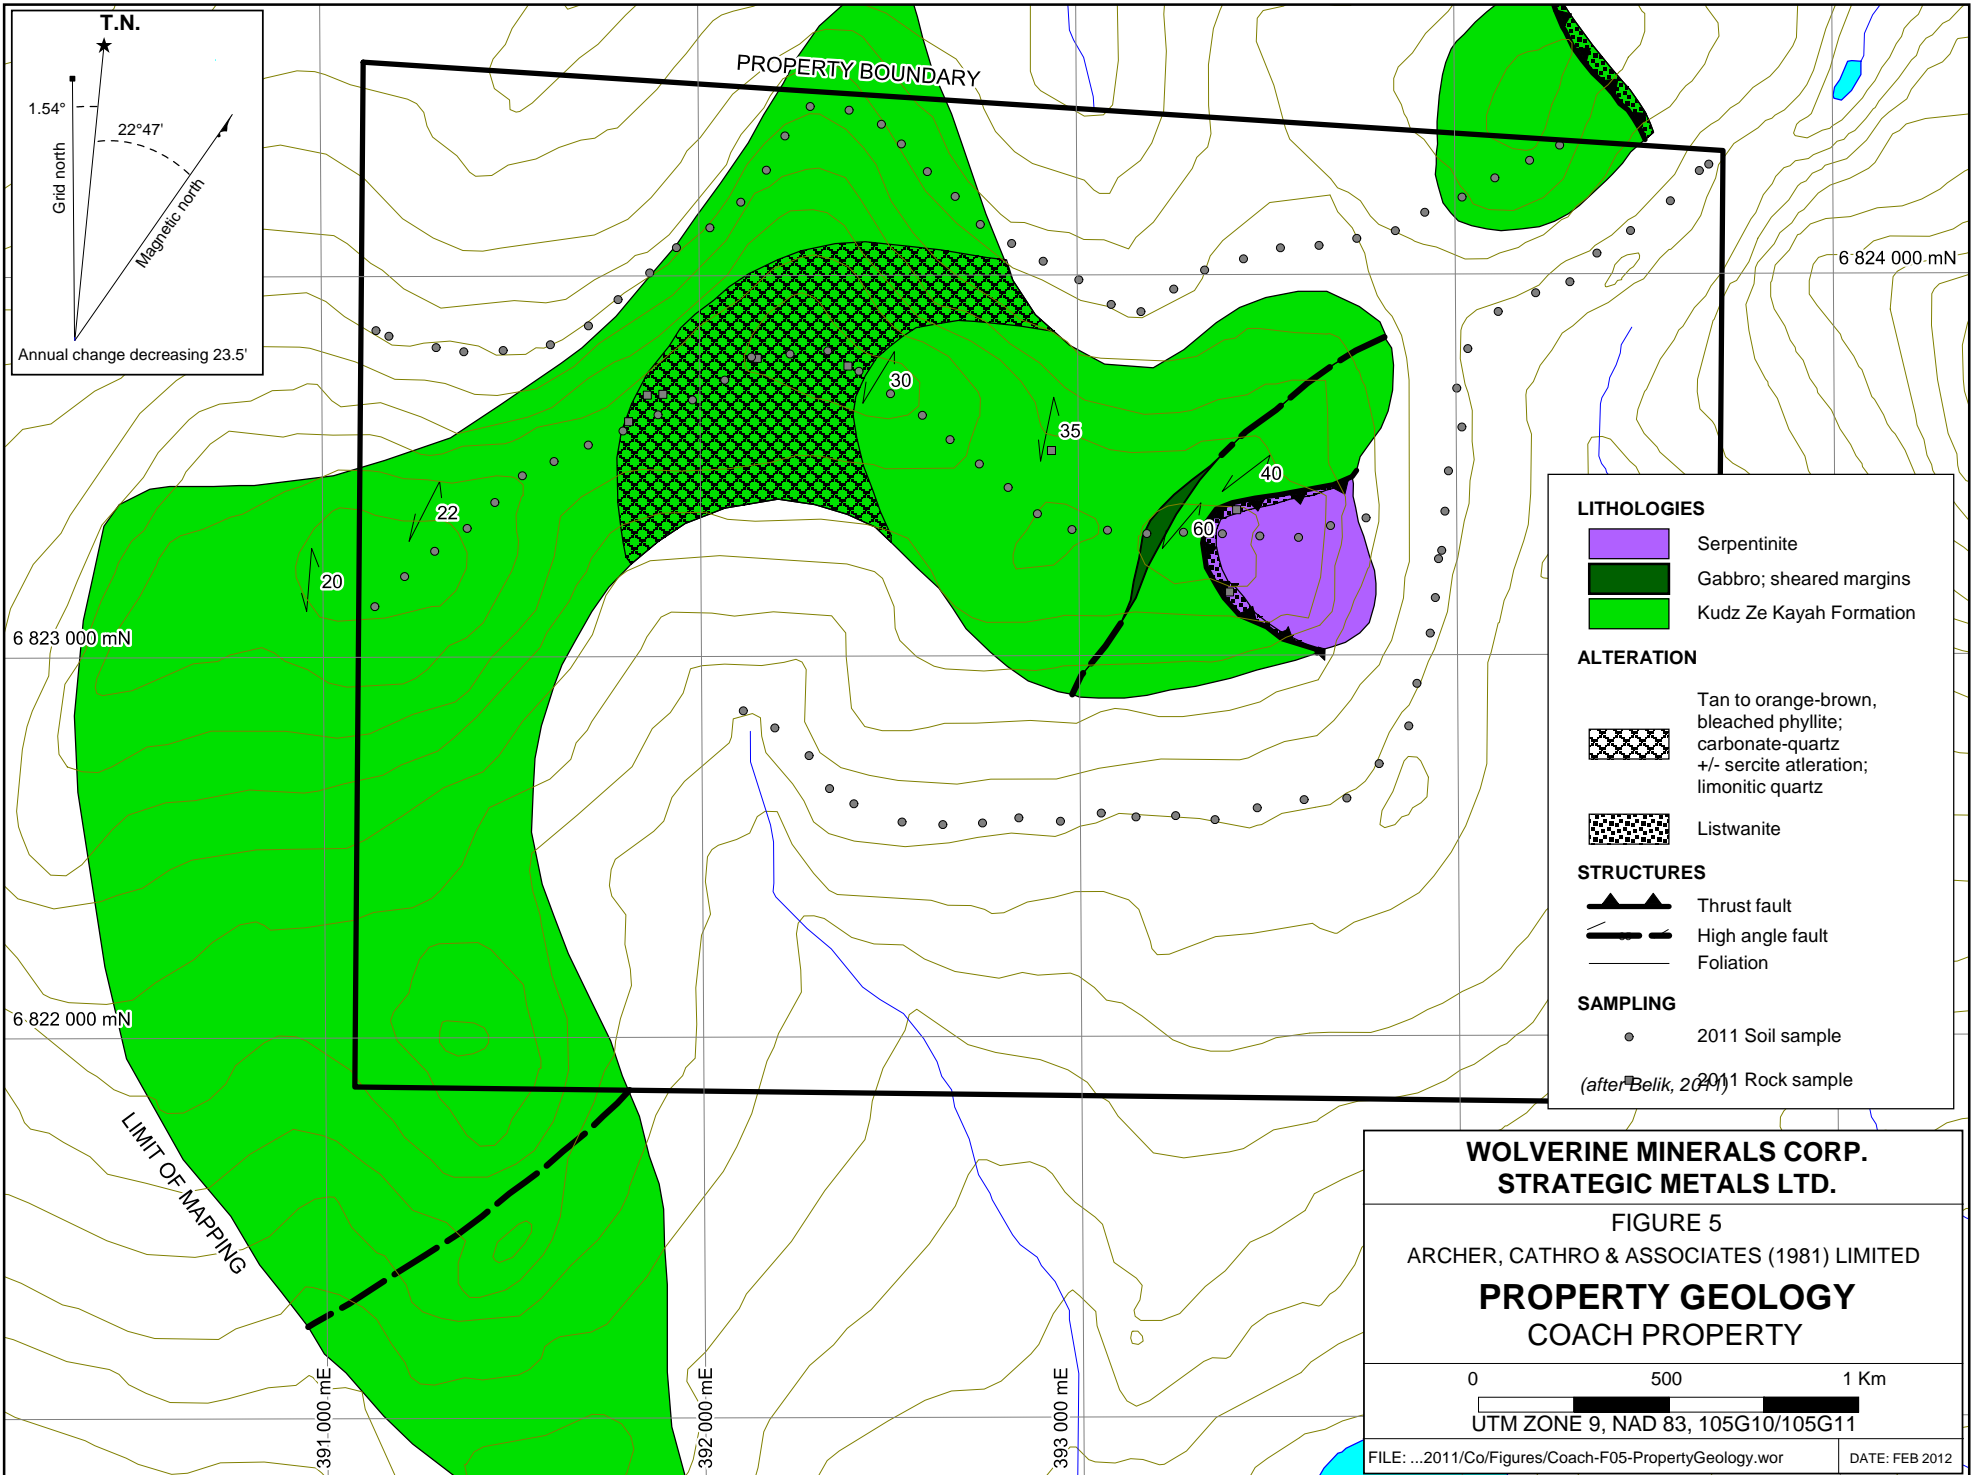 T.N.
1.54°
22°47'
Grid north
Magnetic north
Annual change decreasing 23.5'
PROPERTY BOUNDARY
6 824 000 mN
30
35
40
22
60
20
6 823 000 mN
6 822 000 mN
LIMIT OF MAPPING
391 000 mE
392 000 mE
393 000 mE
LITHOLOGIES
Serpentinite
Gabbro; sheared margins
Kudz Ze Kayah Formation
ALTERATION
Tan to orange-brown,
bleached phyllite;
carbonate-quartz
+/- sercite atleration;
limonitic quartz
Listwanite
STRUCTURES
Thrust fault
High angle fault
Foliation
SAMPLING
2011 Soil sample
2011 Rock sample
(after Belik, 2011)
WOLVERINE MINERALS CORP.
STRATEGIC METALS LTD.
FIGURE 5
ARCHER, CATHRO & ASSOCIATES (1981) LIMITED
PROPERTY GEOLOGY
COACH PROPERTY
0 500 1 Km
UTM ZONE 9, NAD 83, 105G10/105G11
FILE: ...2011/Co/Figures/Coach-F05-PropertyGeology.wor
DATE: FEB 2012